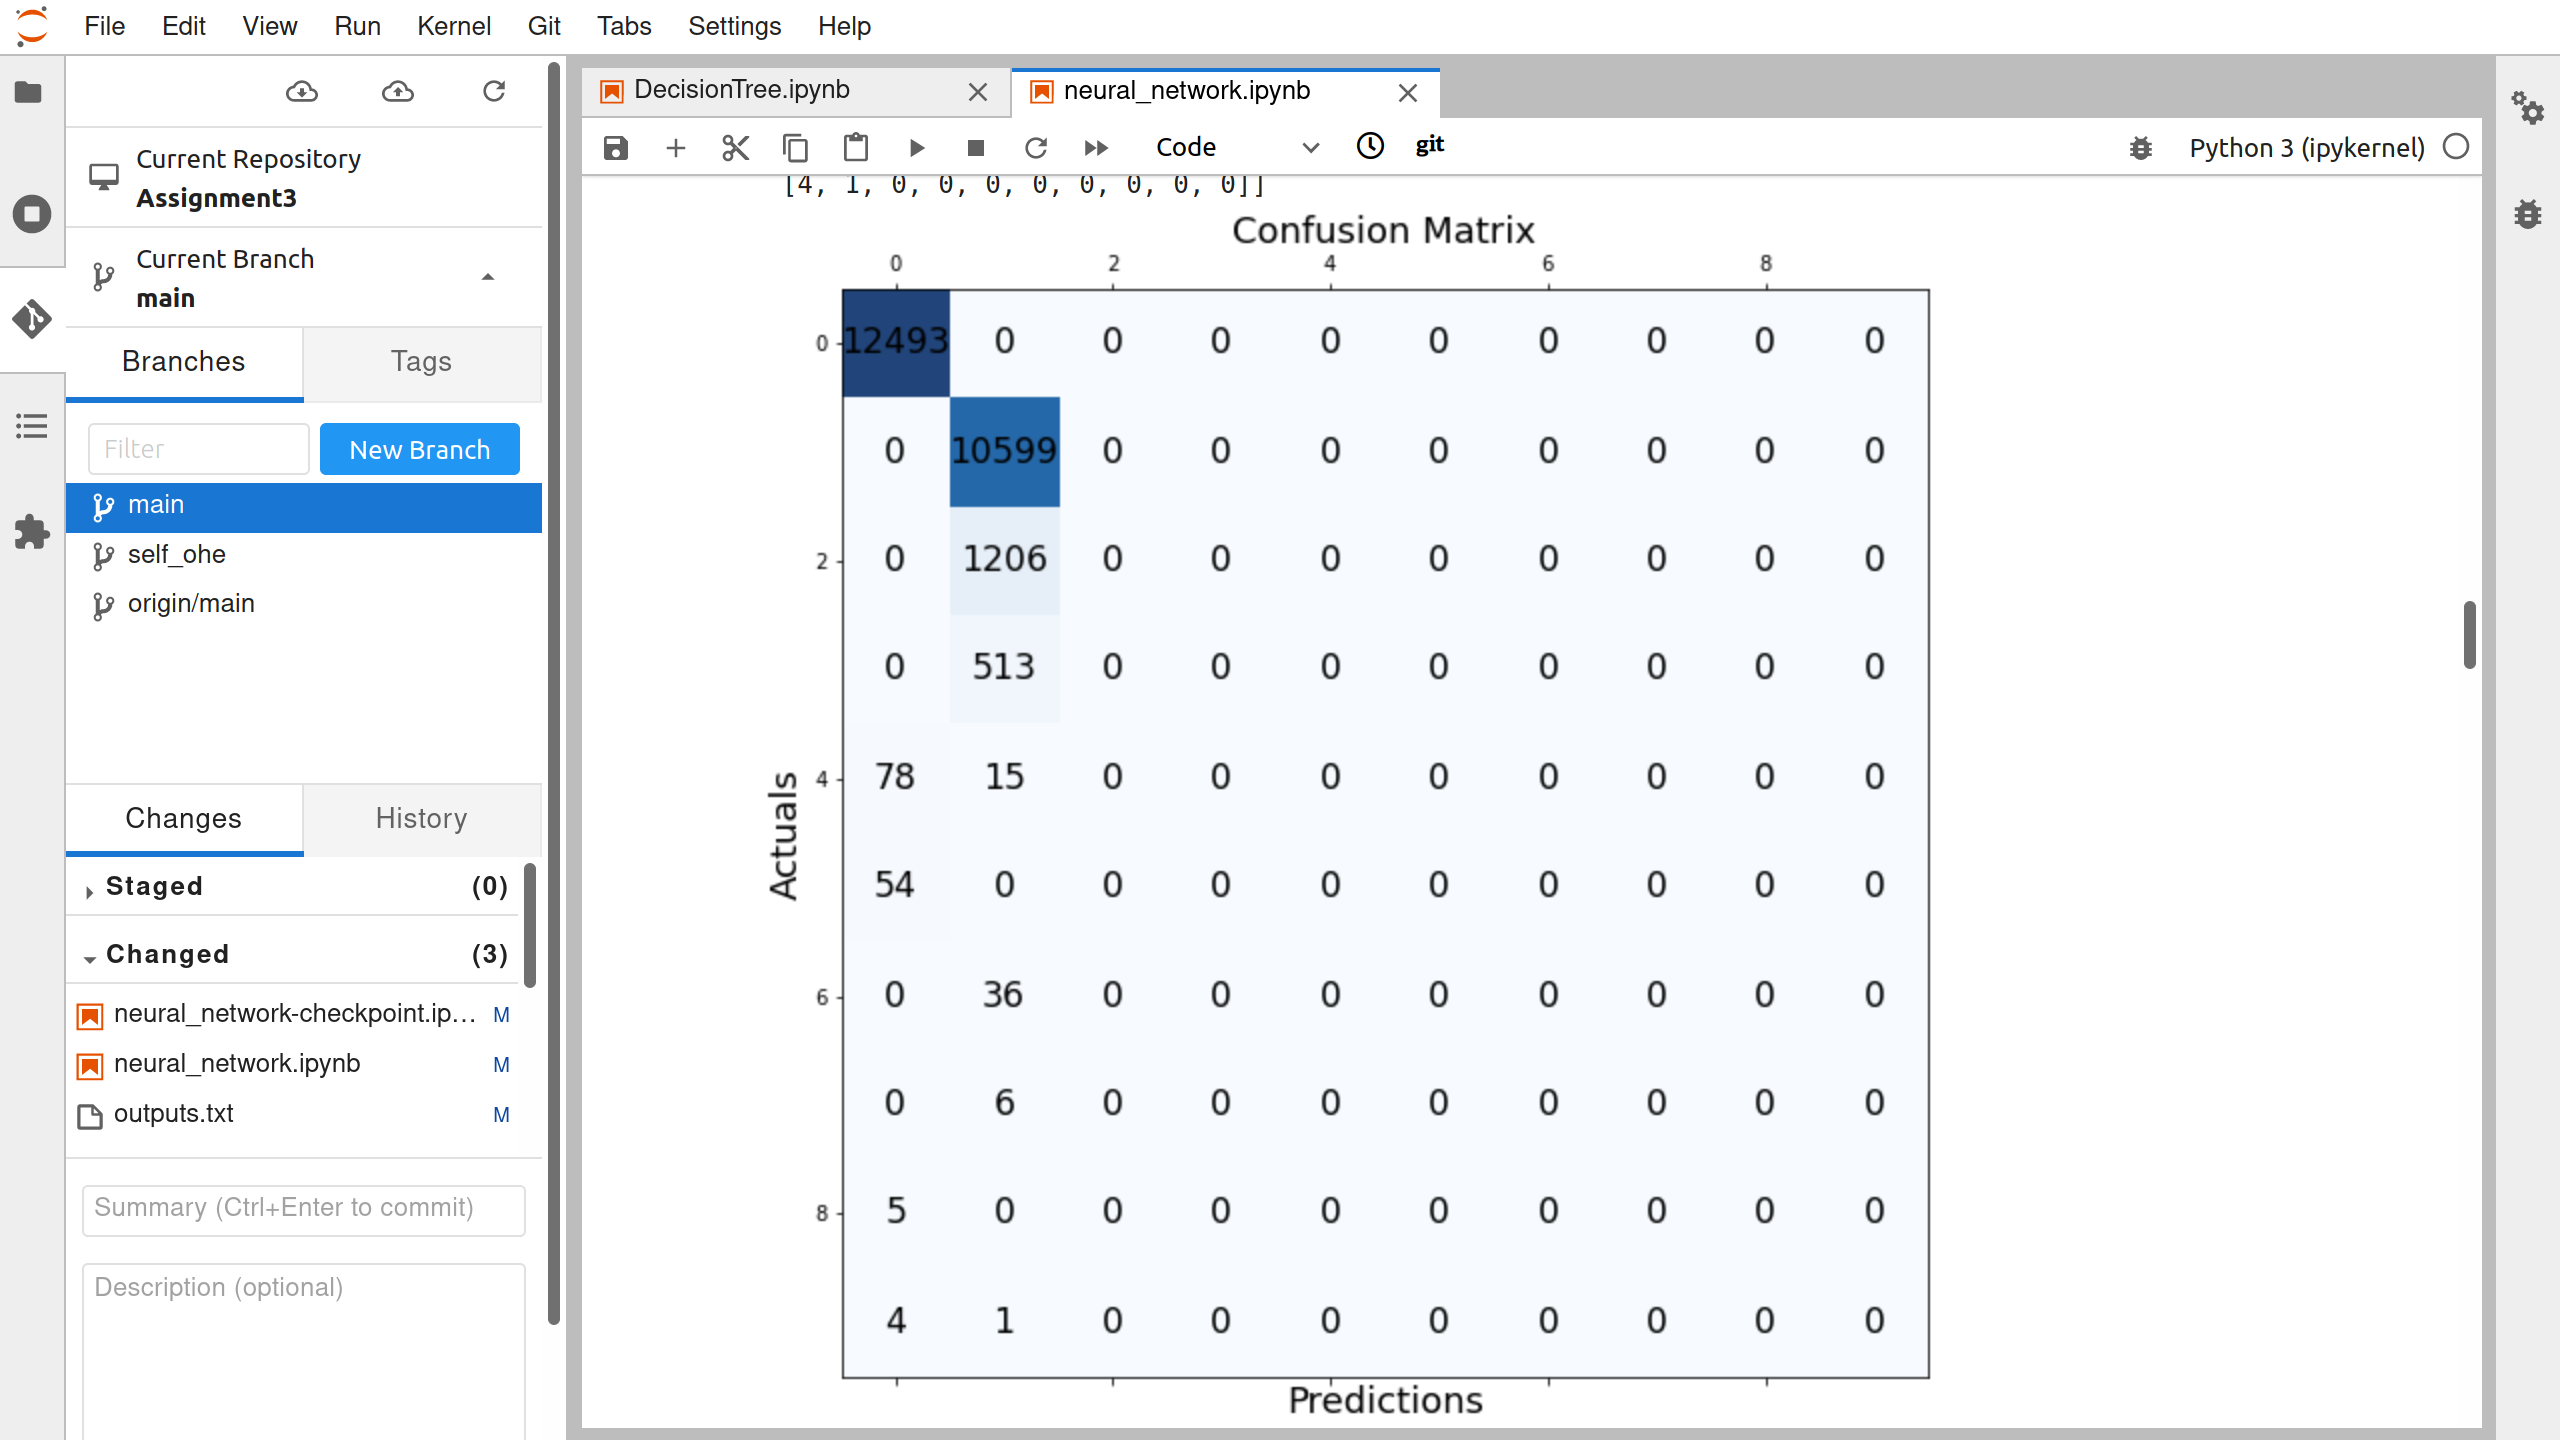 File Edit View Run Kernel Git Tabs Settings Help
Current Repository
Assignment3
Current Branch
main
Branches Tags
Filter New Branch
main
self_ohe
origin/main
Changes History
Staged (0)
Changed (3)
neural_network-checkpoint.ip… M
neural_network.ipynb M
outputs.txt M
Summary (Ctrl+Enter to commit)
Description (optional)
DecisionTree.ipynb neural_network.ipynb
Code git Python 3 (ipykernel)
[4, 1, 0, 0, 0, 0, 0, 0, 0, 0]]
Confusion Matrix
0 2 4 6 8
0 12493 0 0 0 0 0 0 0 0 0
0 10599 0 0 0 0 0 0 0 0
2 0 1206 0 0 0 0 0 0 0 0
0 513 0 0 0 0 0 0 0 0
4 78 15 0 0 0 0 0 0 0 0
54 0 0 0 0 0 0 0 0 0
6 0 36 0 0 0 0 0 0 0 0
0 6 0 0 0 0 0 0 0 0
8 5 0 0 0 0 0 0 0 0 0
4 1 0 0 0 0 0 0 0 0
Actuals
Predictions